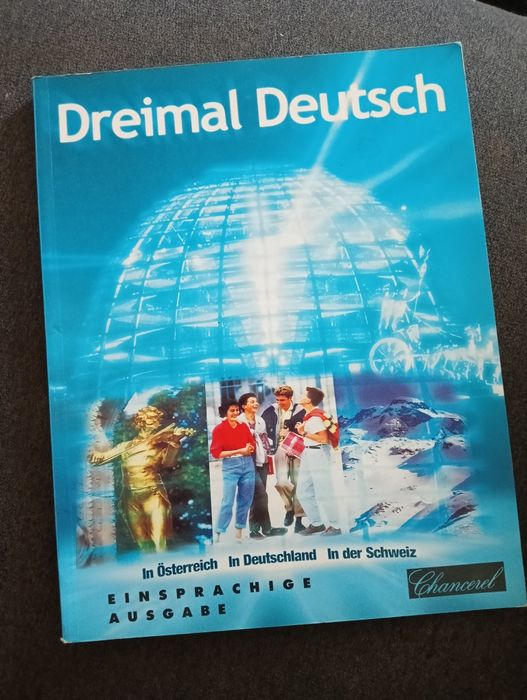 Dreimal Deutsch
In Österreich In Deutschland In der Schweiz
EINSPRACHIGE
AUSGABE
Chancerel